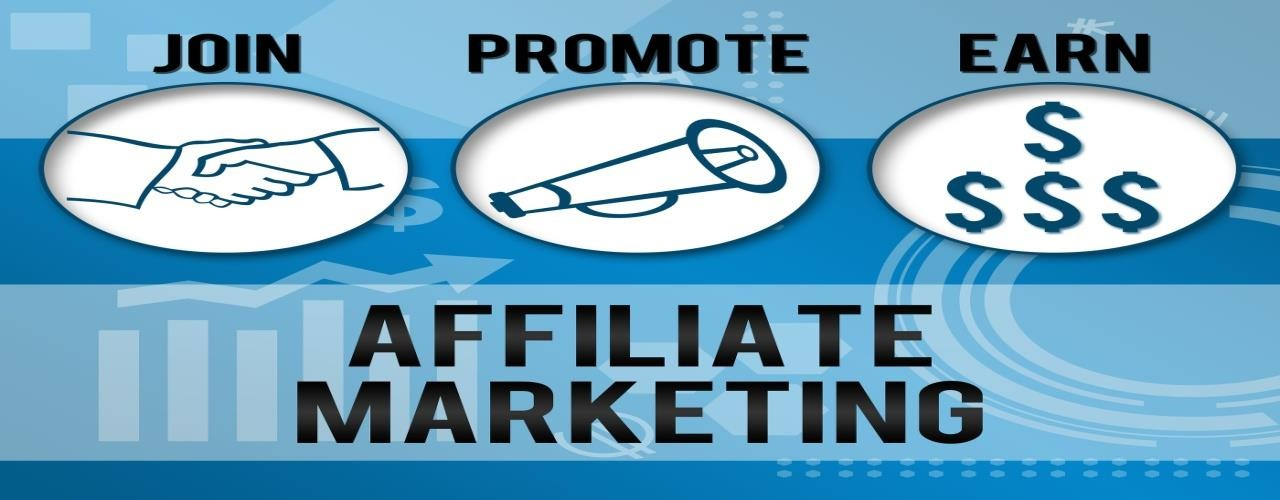 JOIN PROMOTE EARN
$
$ $ $
$
AFFILIATE
MARKETING